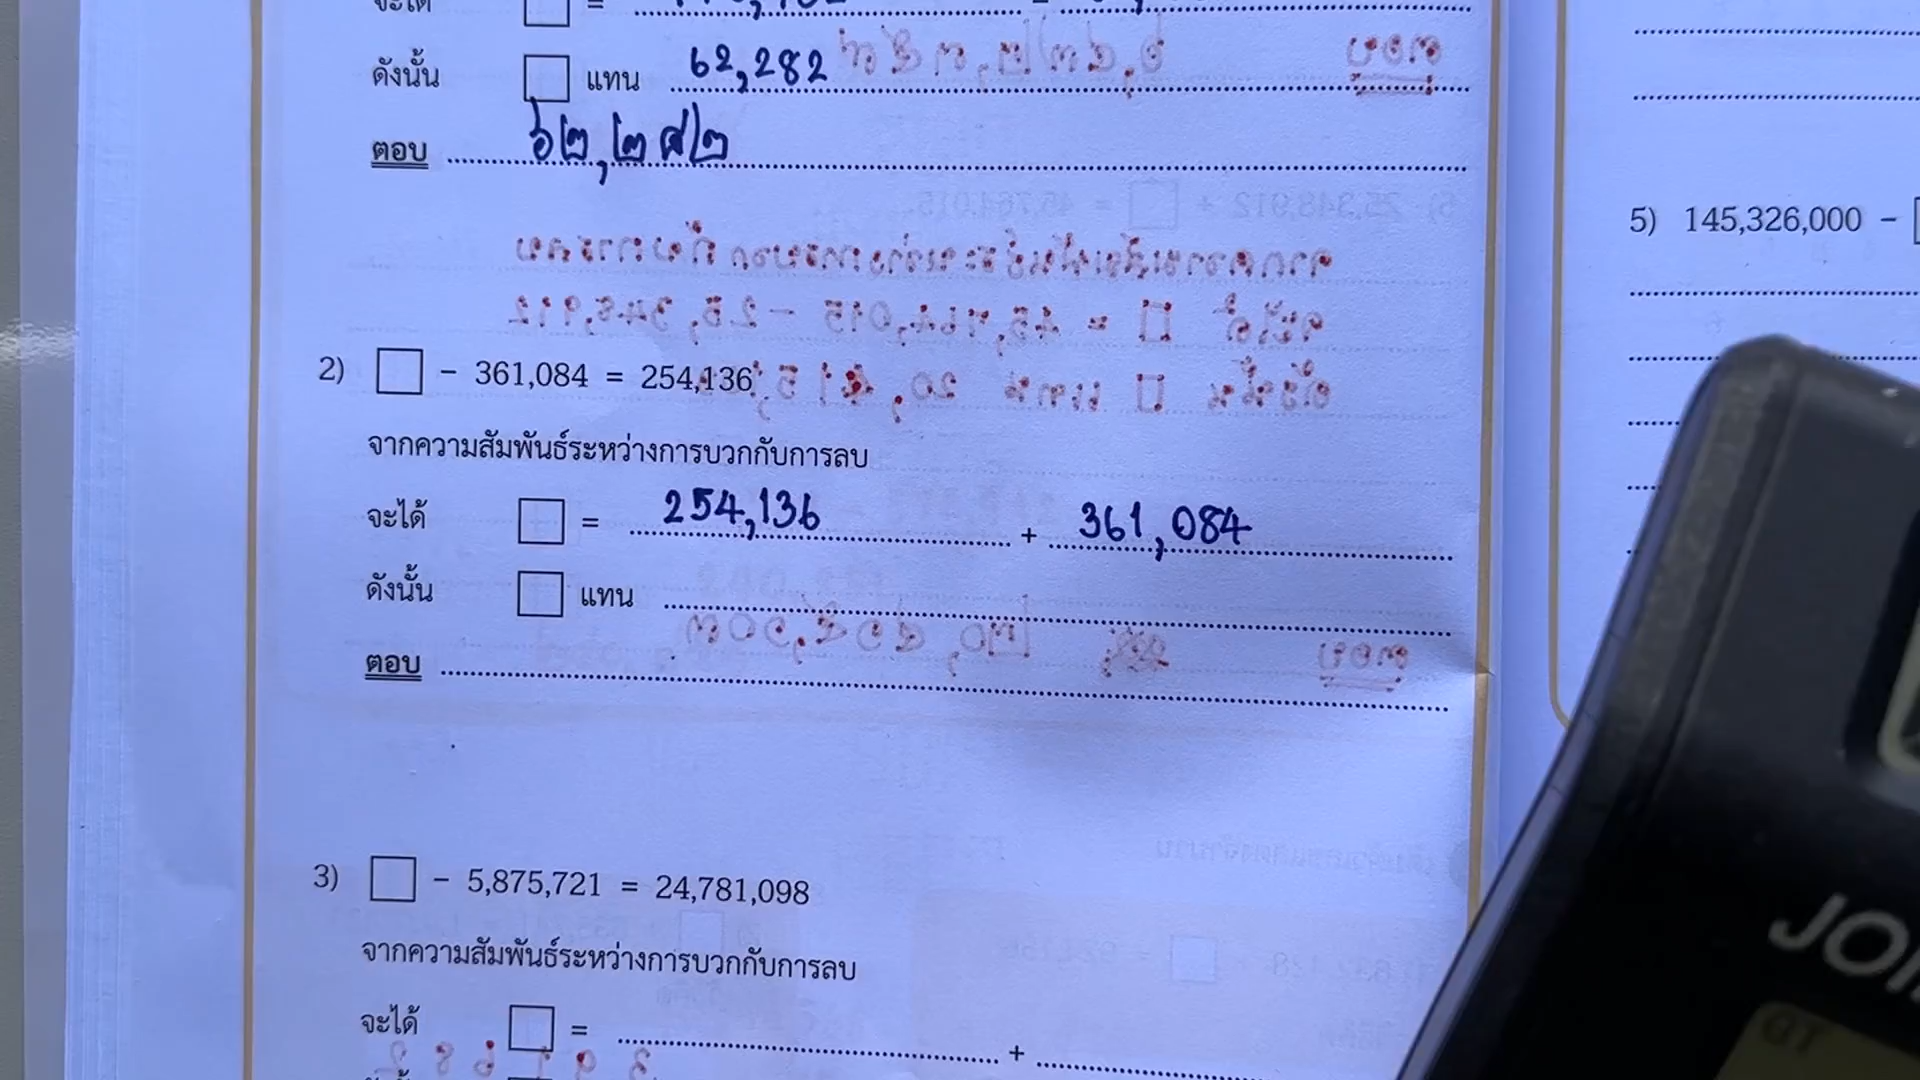 ดังนั้น □ แทน 62,282
ตอบ ๖๒,๒๘๒
2) □ - 361,084 = 254,136
จากความสัมพันธ์ระหว่างการบวกกับการลบ
จะได้ □ = 254,136 + 361,084
ดังนั้น □ แทน
ตอบ
3) □ - 5,875,721 = 24,781,098
จากความสัมพันธ์ระหว่างการบวกกับการลบ
จะได้ □ = +
5) 145,326,000 -